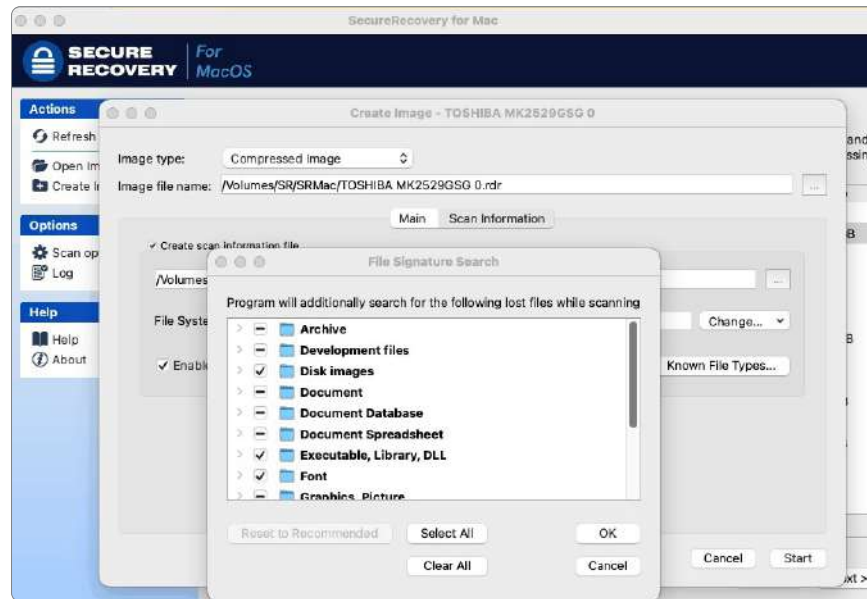 SecureRecovery for Mac
SECURE
RECOVERY
For
MacOS
Actions
Refresh
Open Im
Create I
Options
Scan op
Log
Help
Help
About
Create Image - TOSHIBA MK2529GSG 0
Image type:
Compressed Image
Image file name:
/Volumes/SR/SRMac/TOSHIBA MK2529GSG 0.rdr
...
Main
Scan Information
Create scan information file
/Volumes
...
File Syste
Change...
Enabl
Known File Types...
File Signature Search
Program will additionally search for the following lost files while scanning
Archive
Development files
Disk images
Document
Document Database
Document Spreadsheet
Executable, Library, DLL
Font
Graphics, Picture
Reset to Recommended
Select All
OK
Clear All
Cancel
Cancel
Start
and
ssin
B
B
xt >